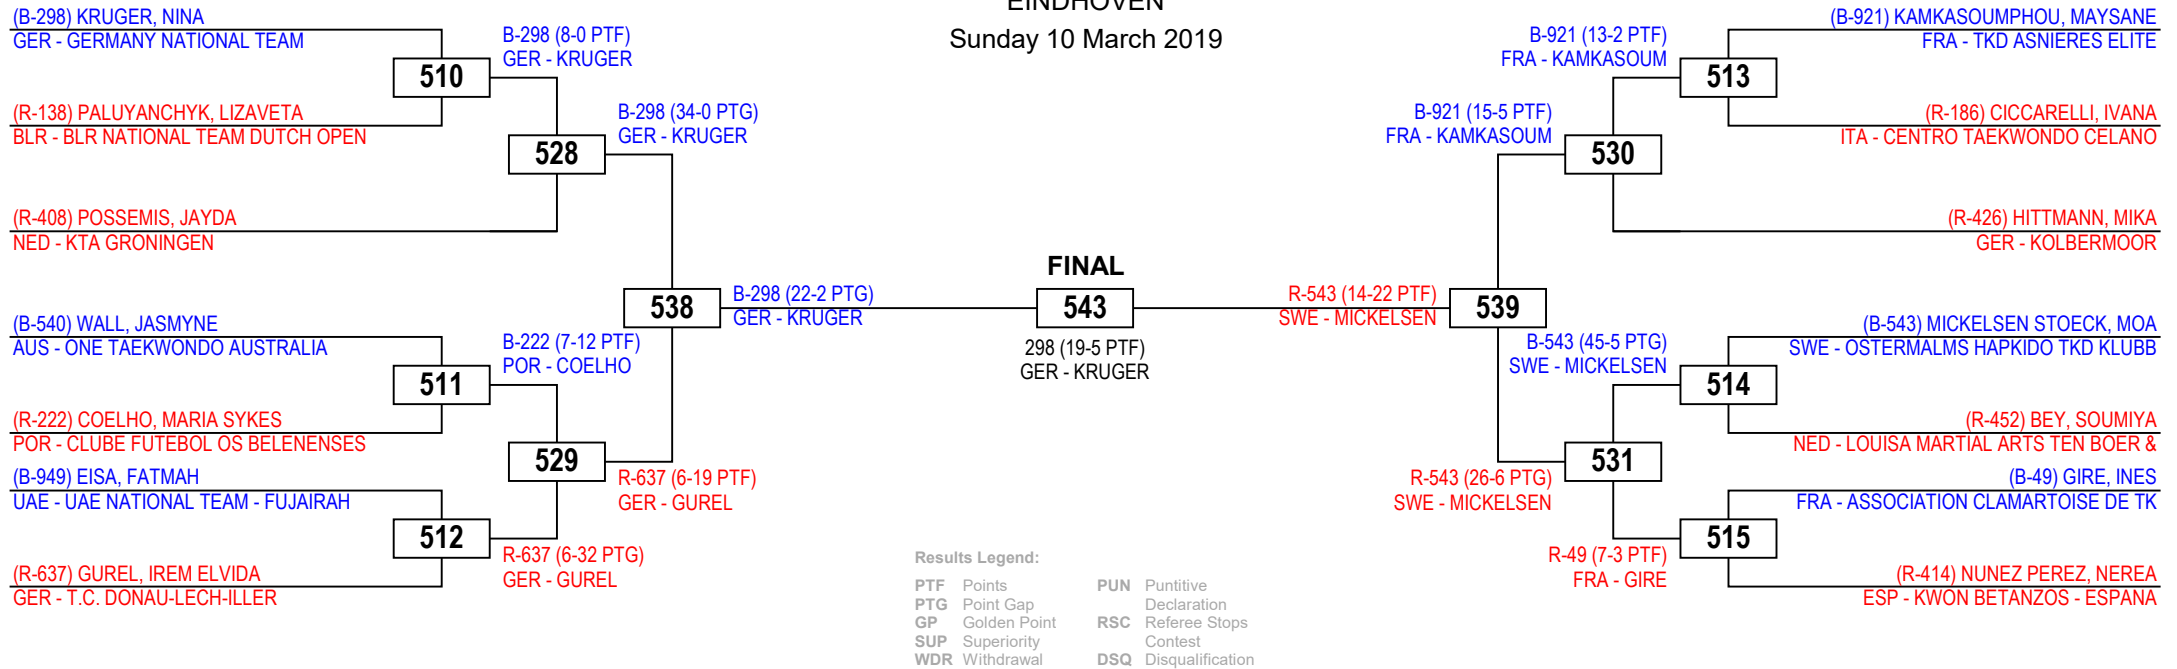 EINDHOVEN
Sunday 10 March 2019
(B-298) KRUGER, NINA
GER - GERMANY NATIONAL TEAM
510
(R-138) PALUYANCHYK, LIZAVETA
BLR - BLR NATIONAL TEAM DUTCH OPEN
B-298 (8-0 PTF)
GER - KRUGER
528
(R-408) POSSEMIS, JAYDA
NED - KTA GRONINGEN
B-298 (34-0 PTG)
GER - KRUGER
538
(B-540) WALL, JASMYNE
AUS - ONE TAEKWONDO AUSTRALIA
511
(R-222) COELHO, MARIA SYKES
POR - CLUBE FUTEBOL OS BELENENSES
B-222 (7-12 PTF)
POR - COELHO
529
(B-949) EISA, FATMAH
UAE - UAE NATIONAL TEAM - FUJAIRAH
512
(R-637) GUREL, IREM ELVIDA
GER - T.C. DONAU-LECH-ILLER
R-637 (6-32 PTG)
GER - GUREL
R-637 (6-19 PTF)
GER - GUREL
B-298 (22-2 PTG)
GER - KRUGER
FINAL
543
298 (19-5 PTF)
GER - KRUGER
R-543 (14-22 PTF)
SWE - MICKELSEN
539
B-921 (15-5 PTF)
FRA - KAMKASOUM
530
B-921 (13-2 PTF)
FRA - KAMKASOUM
(B-921) KAMKASOUMPHOU, MAYSANE
FRA - TKD ASNIERES ELITE
513
(R-186) CICCARELLI, IVANA
ITA - CENTRO TAEKWONDO CELANO
(R-426) HITTMANN, MIKA
GER - KOLBERMOOR
B-543 (45-5 PTG)
SWE - MICKELSEN
(B-543) MICKELSEN STOECK, MOA
SWE - OSTERMALMS HAPKIDO TKD KLUBB
514
(R-452) BEY, SOUMIYA
NED - LOUISA MARTIAL ARTS TEN BOER &
531
R-543 (26-6 PTG)
SWE - MICKELSEN
(B-49) GIRE, INES
FRA - ASSOCIATION CLAMARTOISE DE TK
515
R-49 (7-3 PTF)
FRA - GIRE
(R-414) NUNEZ PEREZ, NEREA
ESP - KWON BETANZOS - ESPANA
Results Legend:
PTF Points
PTG Point Gap
GP Golden Point
SUP Superiority
WDR Withdrawal
PUN Puntitive
Declaration
RSC Referee Stops
Contest
DSQ Disqualification